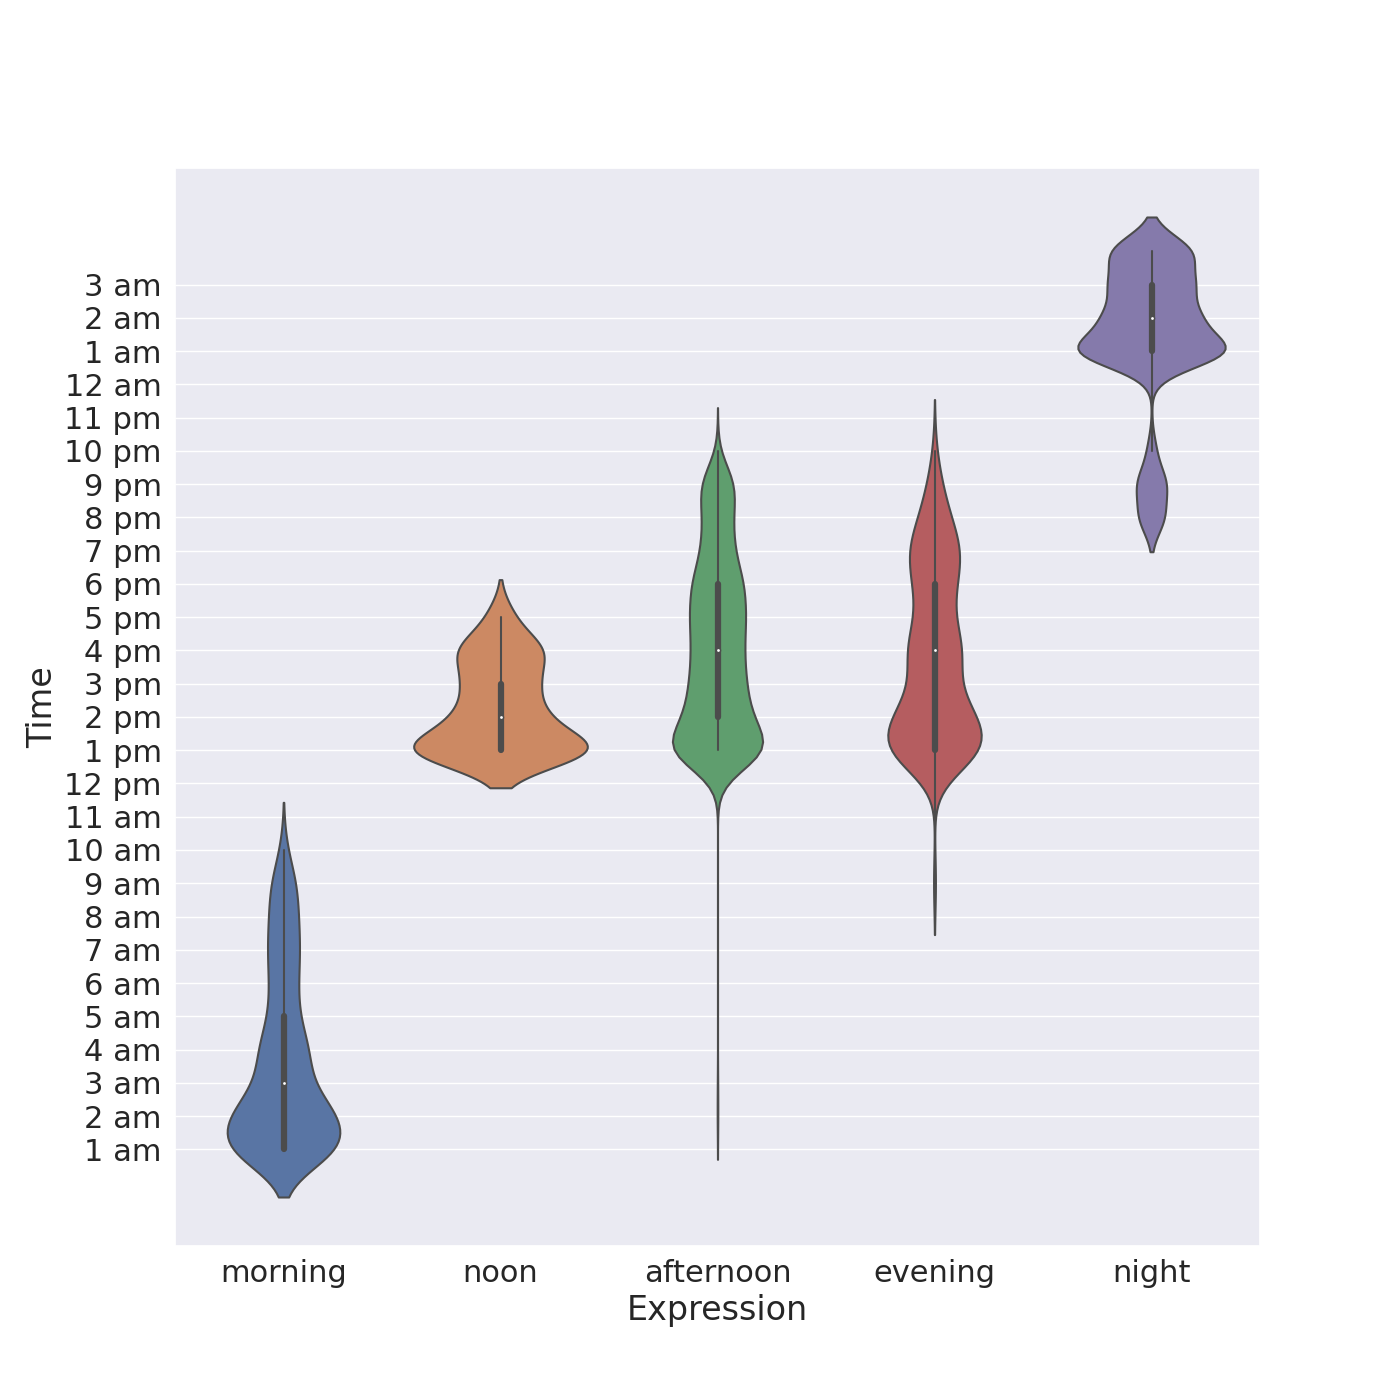 3 am
2 am
1 am
12 am
11 pm
10 pm
9 pm
8 pm
7 pm
6 pm
5 pm
4 pm
3 pm
2 pm
1 pm
12 pm
11 am
10 am
9 am
8 am
7 am
6 am
5 am
4 am
3 am
2 am
1 am
Time
morning noon afternoon evening night
Expression